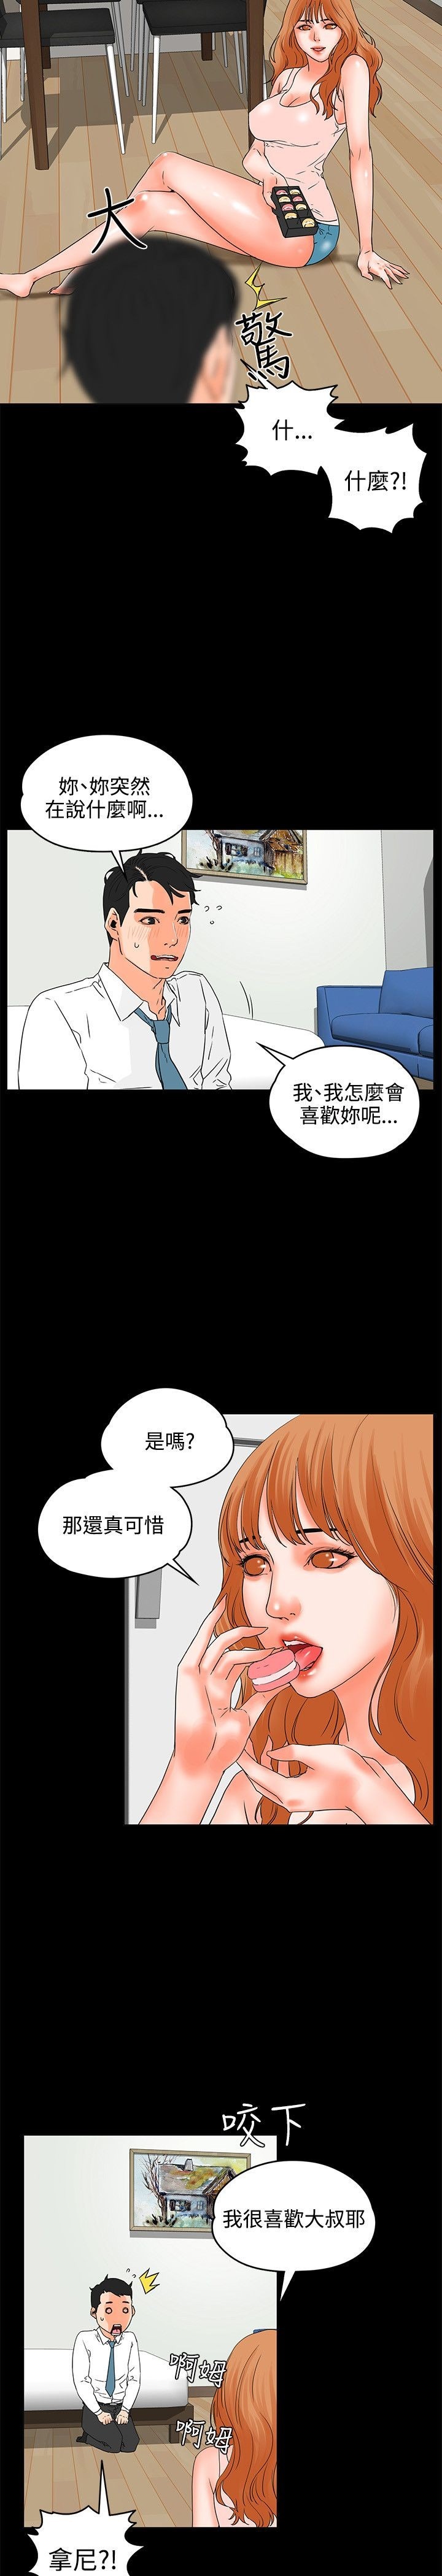 大
驚
什...
什麼?!
妳、妳突然
在說什麼啊...
我、我怎麼會
喜歡妳呢...
是嗎?
那還真可惜
咬下
我很喜歡大叔耶
啊姆
啊姆
拿尼?!